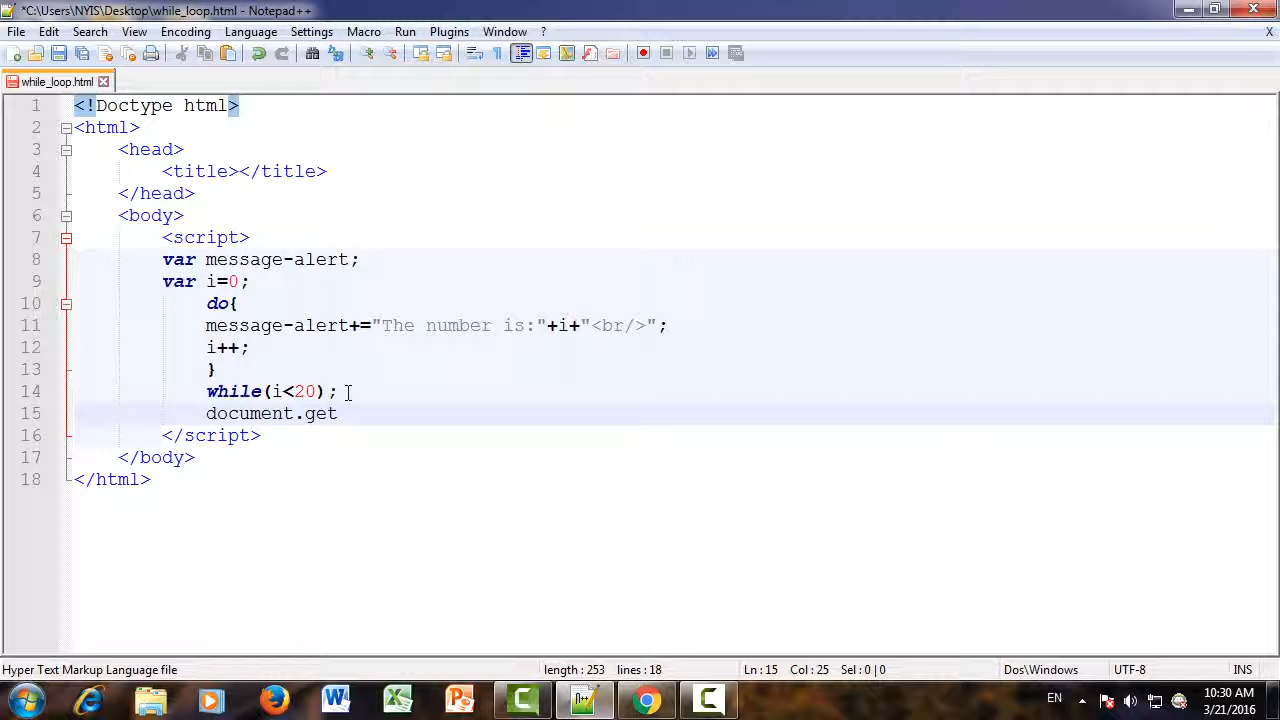 *C:\Users\NYIS\Desktop\while_loop.html - Notepad++
File Edit Search View Encoding Language Settings Macro Run Plugins Window ? X
while_loop.html
1 <!Doctype html>
2 <html>
3 <head>
4 <title></title>
5 </head>
6 <body>
7 <script>
8 var message-alert;
9 var i=0;
10 do{
11 message-alert+="The number is:"+i+"<br/>";
12 i++;
13 }
14 while(i<20);
15 document.get
16 </script>
17 </body>
18 </html>
Hyper Text Markup Language file length : 253 lines : 18 Ln : 15 Col : 25 Sel : 0 | 0 Dos\Windows UTF-8 INS
EN 10:30 AM
3/21/2016